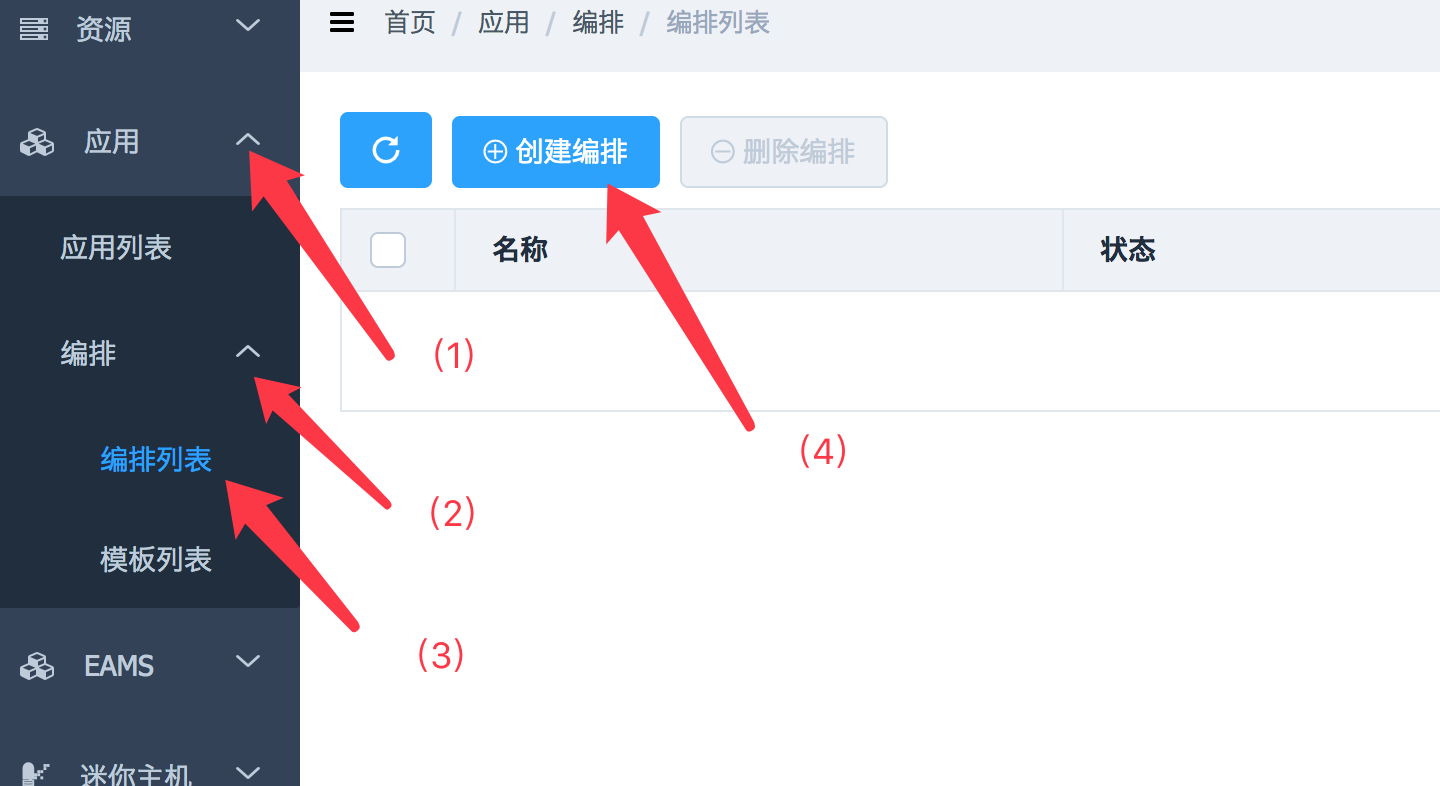 资源
首页 / 应用 / 编排 / 编排列表
应用
创建编排
删除编排
应用列表
名称
状态
编排
(1)
编排列表
(4)
(2)
模板列表
(3)
EAMS
迷你主机